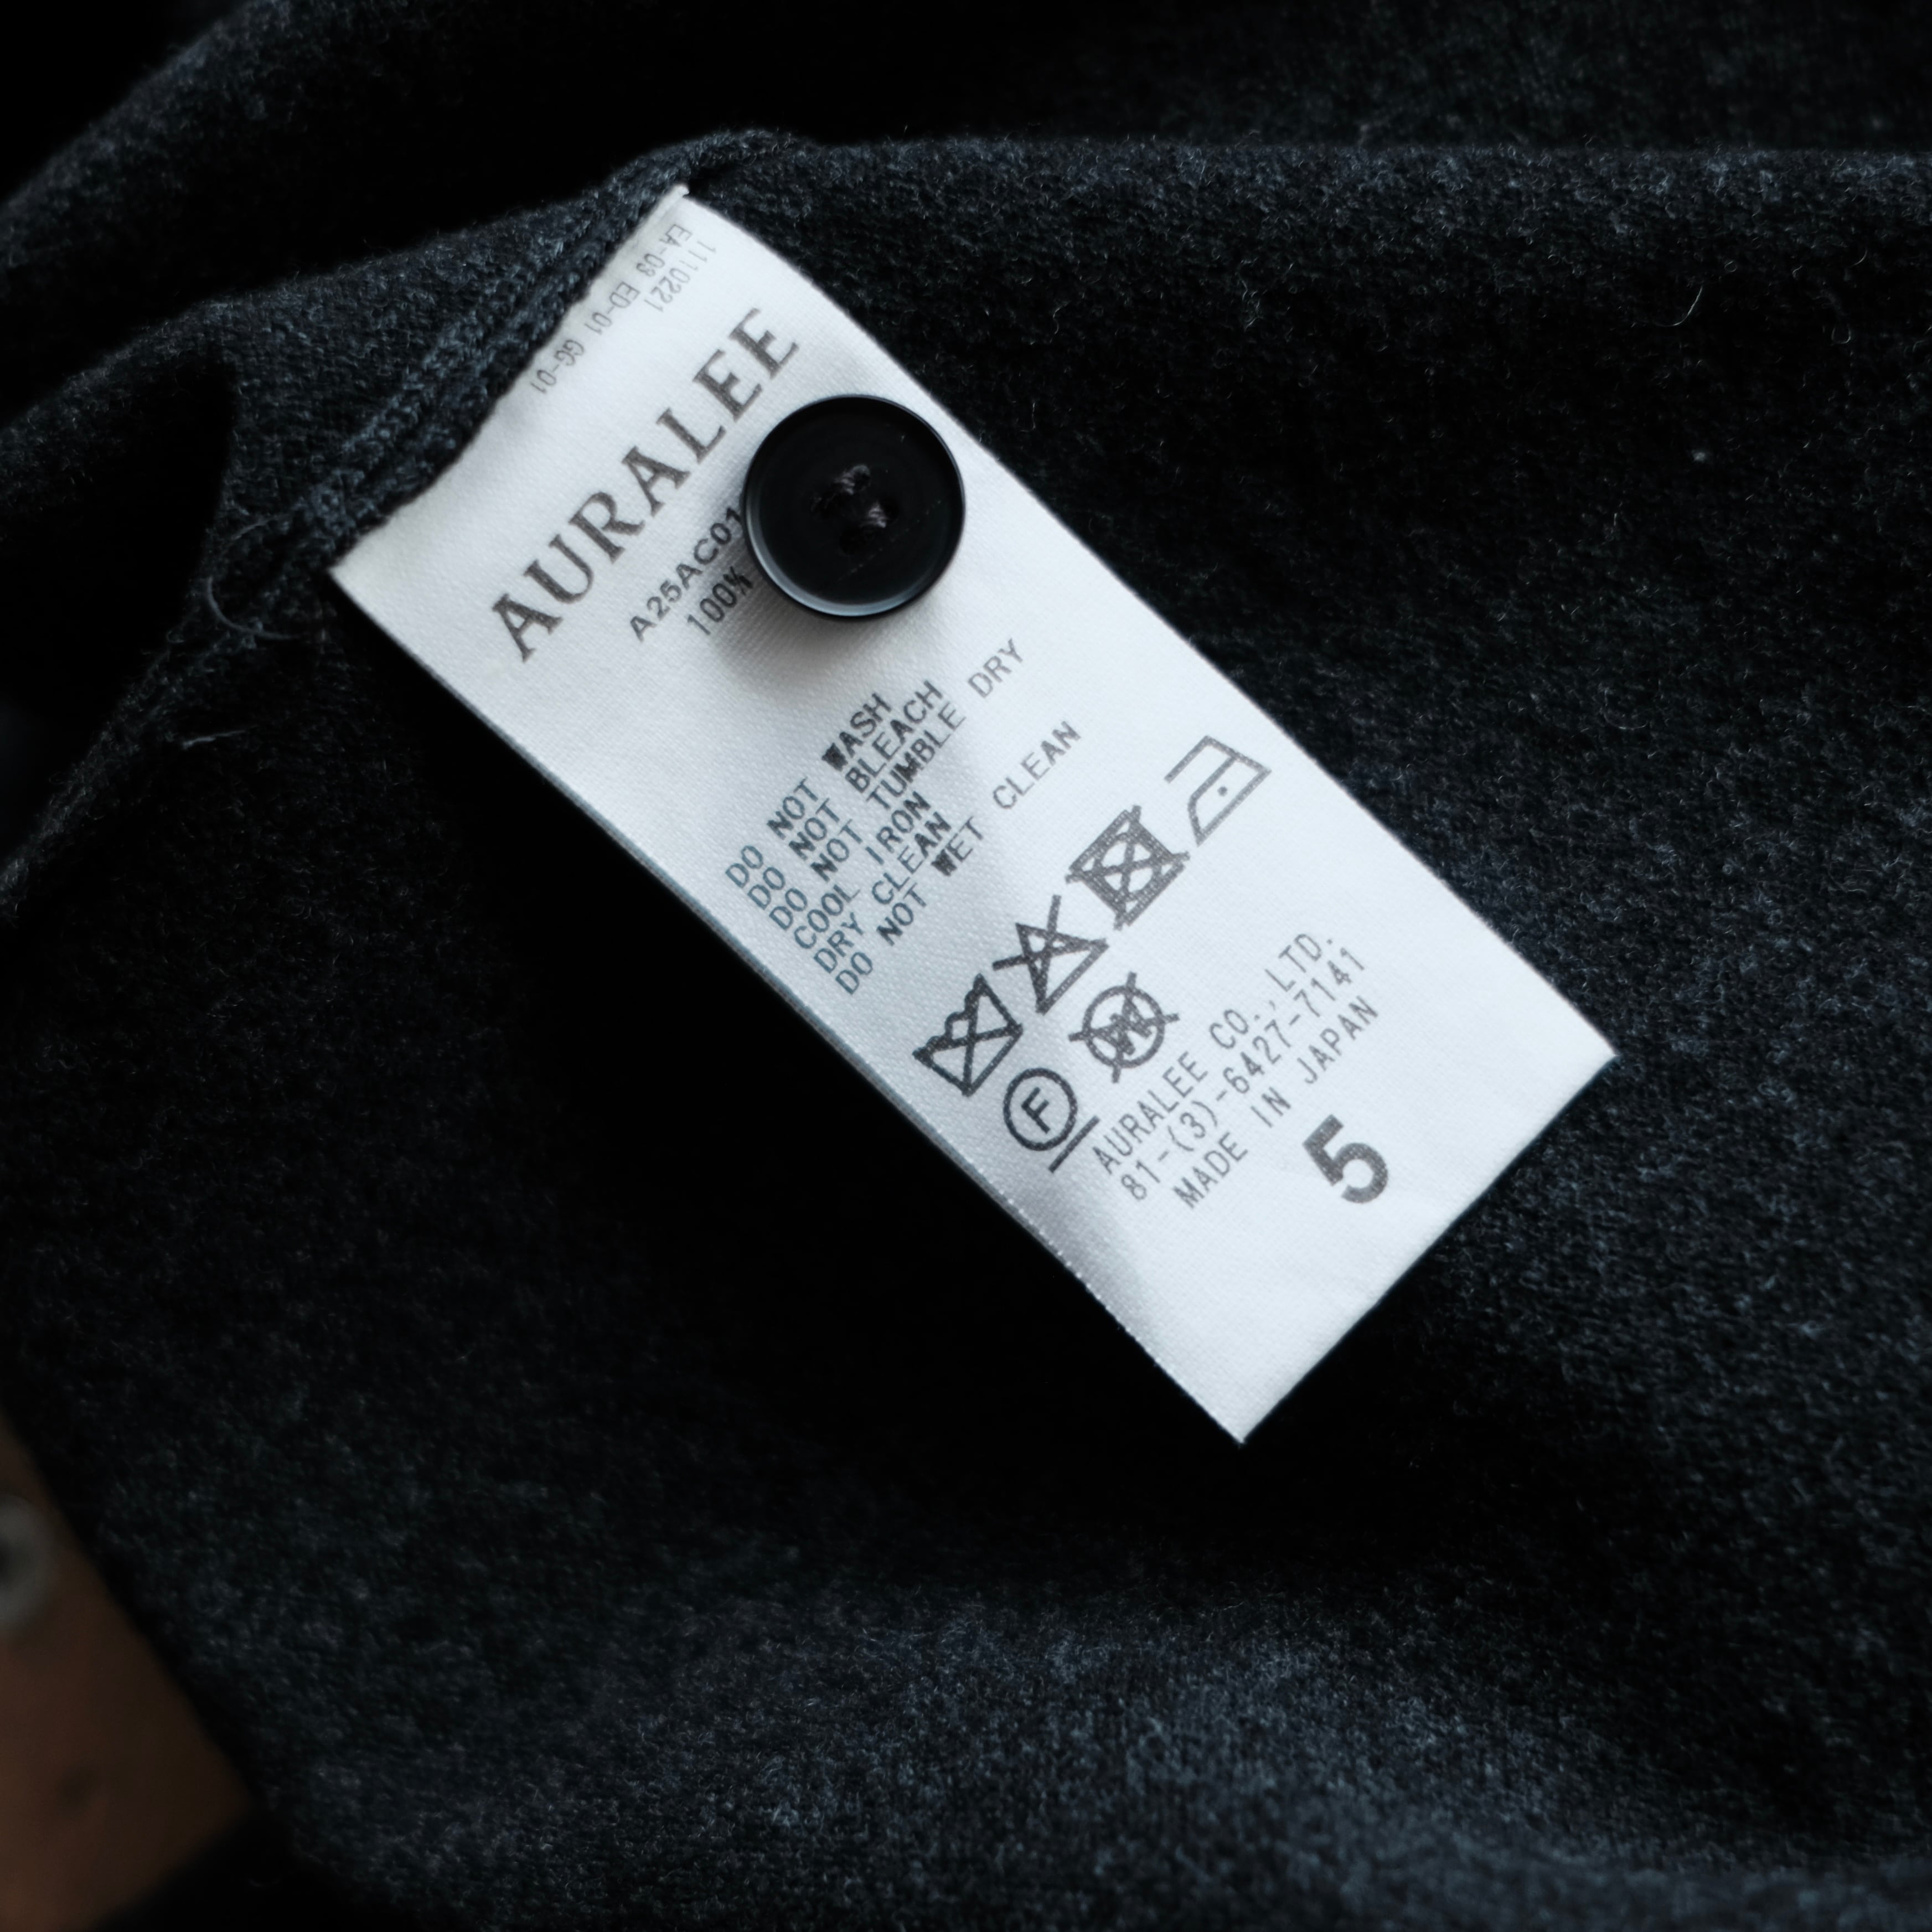 1110221
EA-03 ED-01 GG-01
AURALEE
A25AC01
100%
DO NOT WASH
DO NOT BLEACH
DO NOT TUMBLE DRY
COOL IRON
DRY CLEAN
DO NOT WET CLEAN
F
W
AURALEE CO.,LTD.
81-(3)-6427-7141
MADE IN JAPAN
5